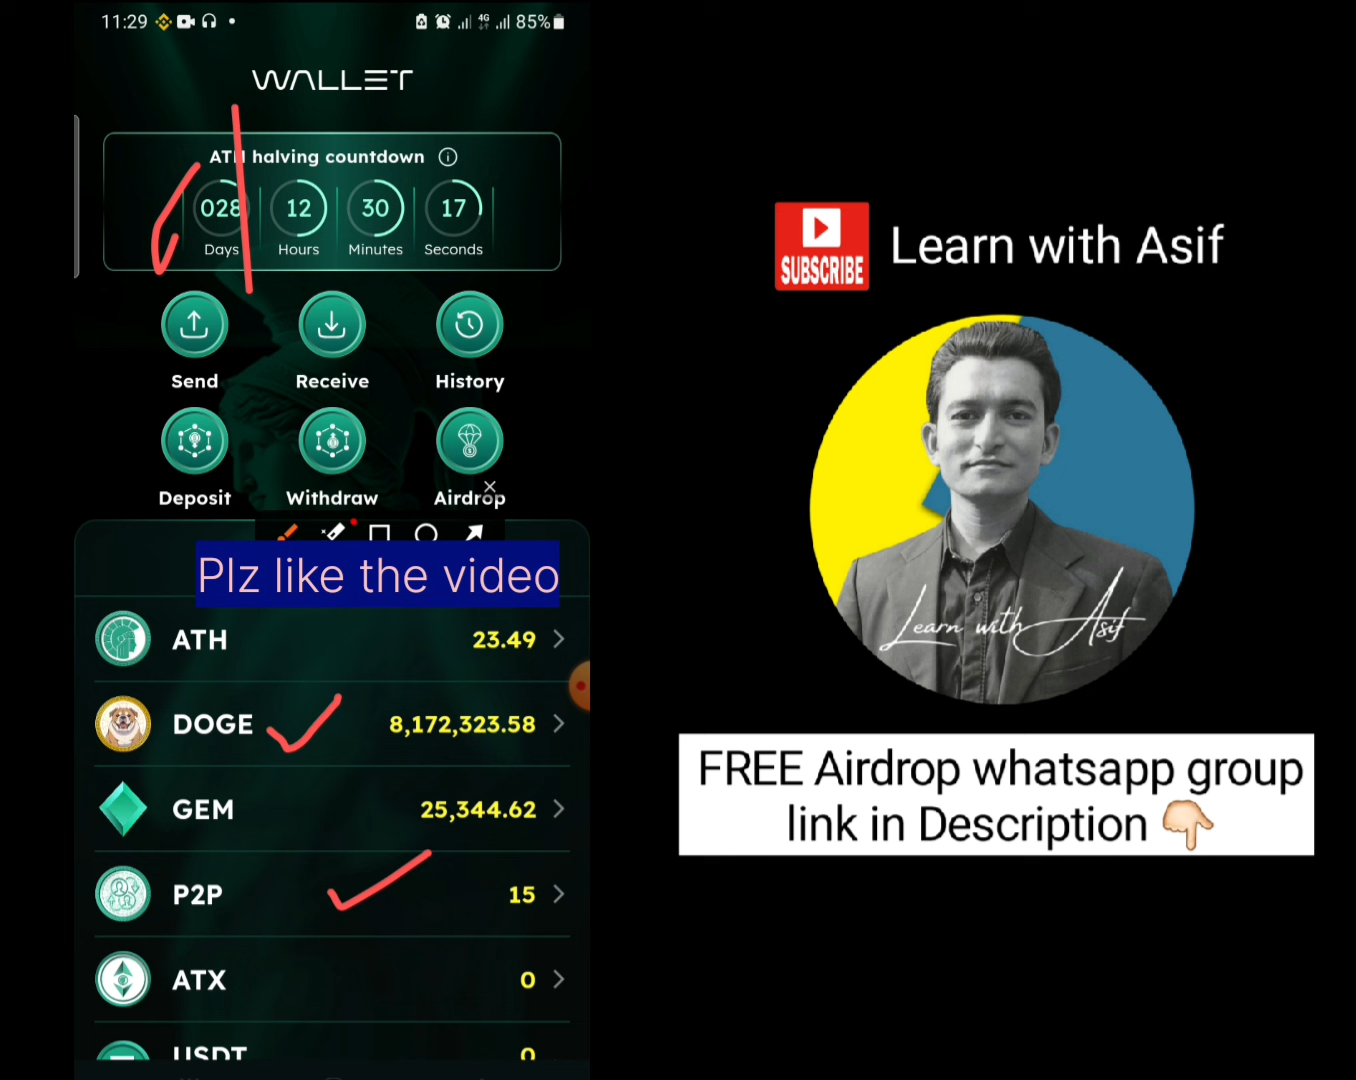 11:29
4G
85%
WALLET
ATH halving countdown
028 12 30 17
Days Hours Minutes Seconds
Send Receive History
Deposit Withdraw Airdrop
Plz like the video
ATH 23.49
DOGE 8,172,323.58
GEM 25,344.62
P2P 15
ATX 0
USDT 0
SUBSCRIBE
Learn with Asif
Learn with Asif
FREE Airdrop whatsapp group
link in Description 👇🏻